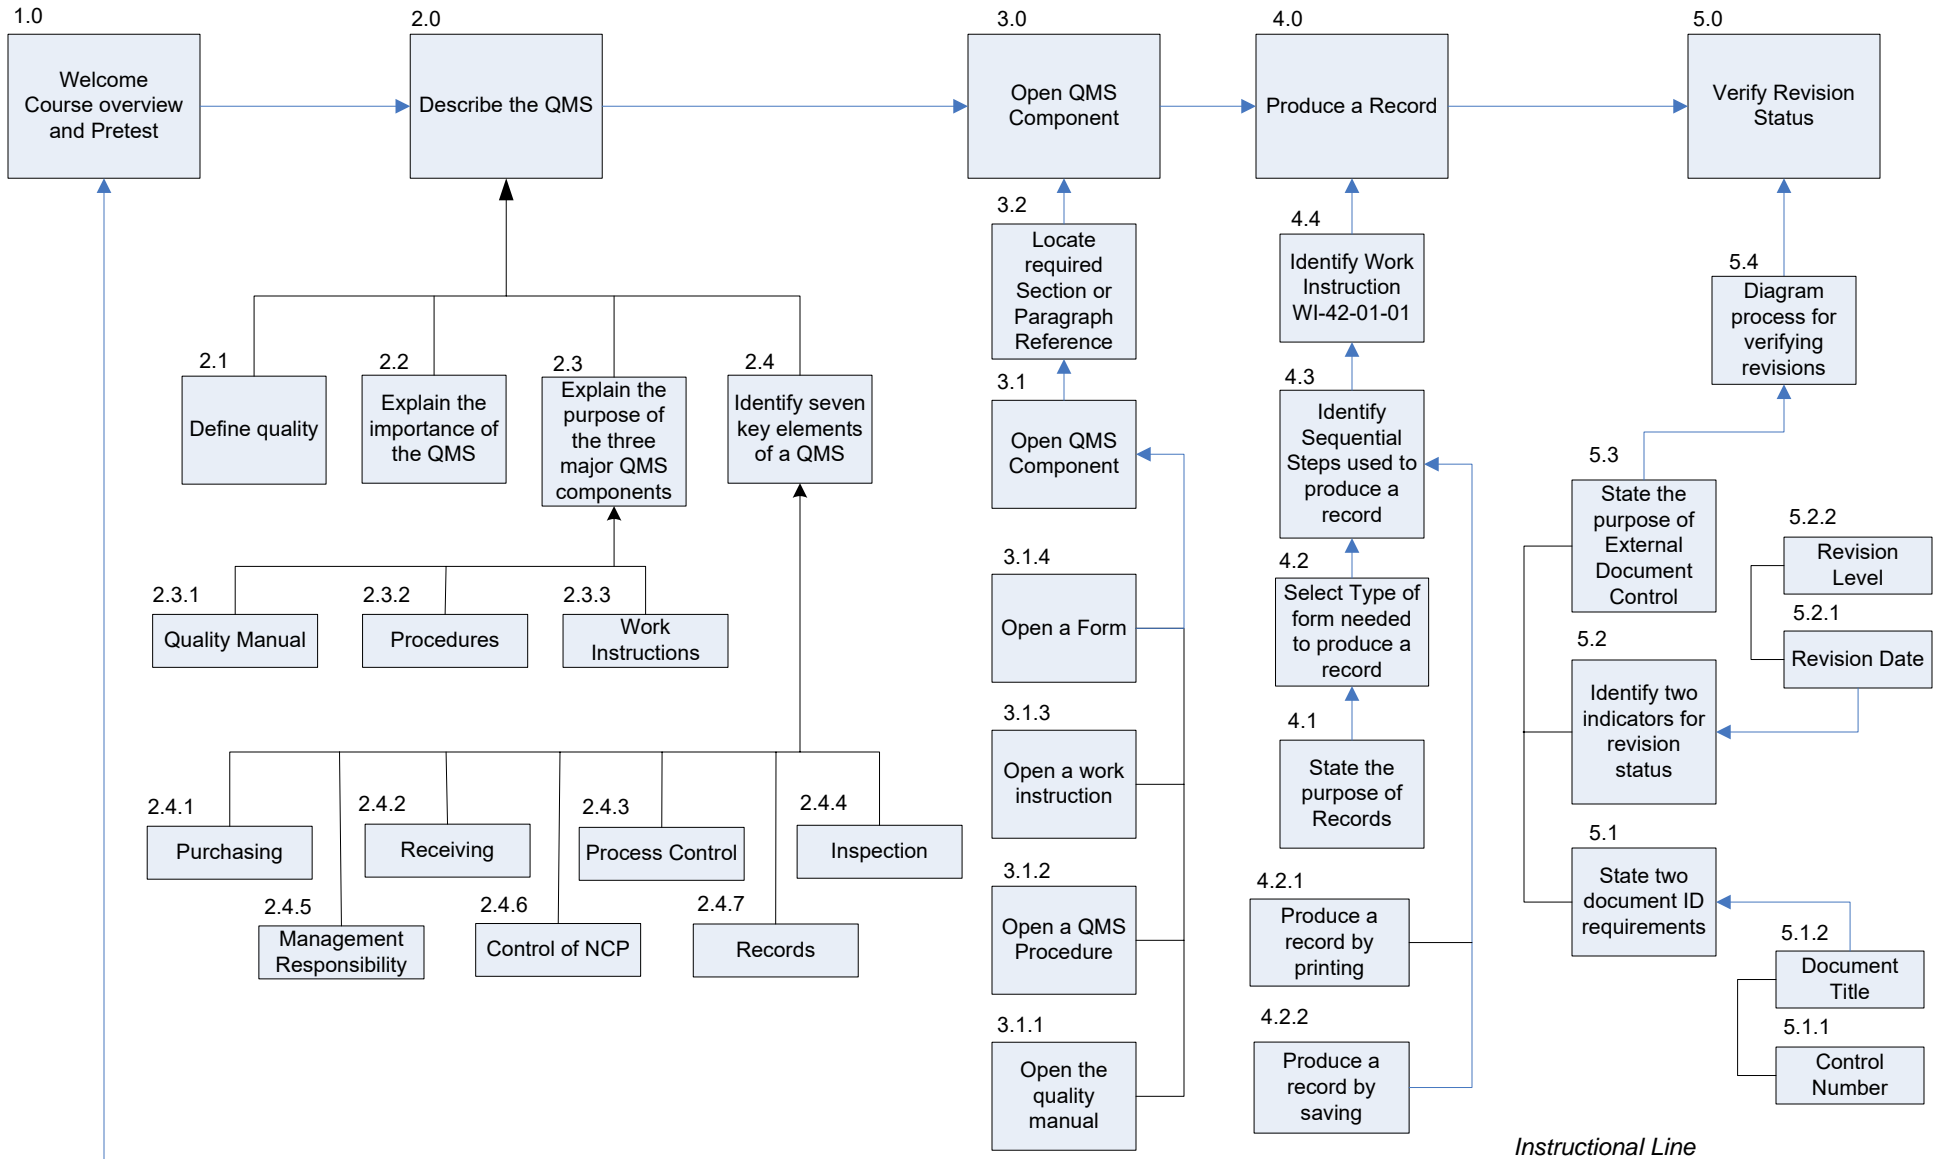 1.0
Welcome
Course overview
and Pretest
2.0
Describe the QMS
3.0
Open QMS
Component
4.0
Produce a Record
5.0
Verify Revision
Status
2.1
Define quality
2.2
Explain the
importance of
the QMS
2.3
Explain the
purpose of
the three
major QMS
components
2.4
Identify seven
key elements
of a QMS
2.3.1
Quality Manual
2.3.2
Procedures
2.3.3
Work
Instructions
2.4.1
Purchasing
2.4.2
Receiving
2.4.3
Process Control
2.4.4
Inspection
2.4.5
Management
Responsibility
2.4.6
Control of NCP
2.4.7
Records
3.2
Locate
required
Section or
Paragraph
Reference
3.1
Open QMS
Component
3.1.4
Open a Form
3.1.3
Open a work
instruction
3.1.2
Open a QMS
Procedure
3.1.1
Open the
quality
manual
4.4
Identify Work
Instruction
WI-42-01-01
4.3
Identify
Sequential
Steps used to
produce a
record
4.2
Select Type of
form needed
to produce a
record
4.1
State the
purpose of
Records
4.2.1
Produce a
record by
printing
4.2.2
Produce a
record by
saving
5.4
Diagram
process for
verifying
revisions
5.3
State the
purpose of
External
Document
Control
5.2.2
Revision
Level
5.2.1
Revision Date
5.2
Identify two
indicators for
revision
status
5.1
State two
document ID
requirements
5.1.2
Document
Title
5.1.1
Control
Number
Instructional Line